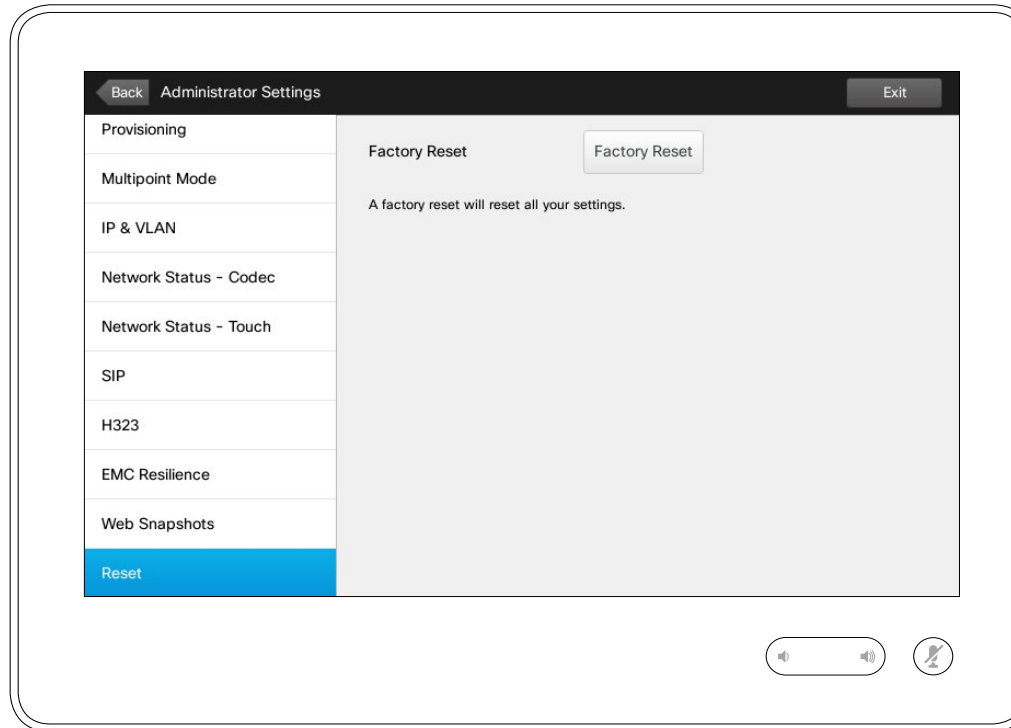 Back
Administrator Settings
Exit
Provisioning
Multipoint Mode
IP & VLAN
Network Status - Codec
Network Status - Touch
SIP
H323
EMC Resilience
Web Snapshots
Reset
Factory Reset
Factory Reset
A factory reset will reset all your settings.